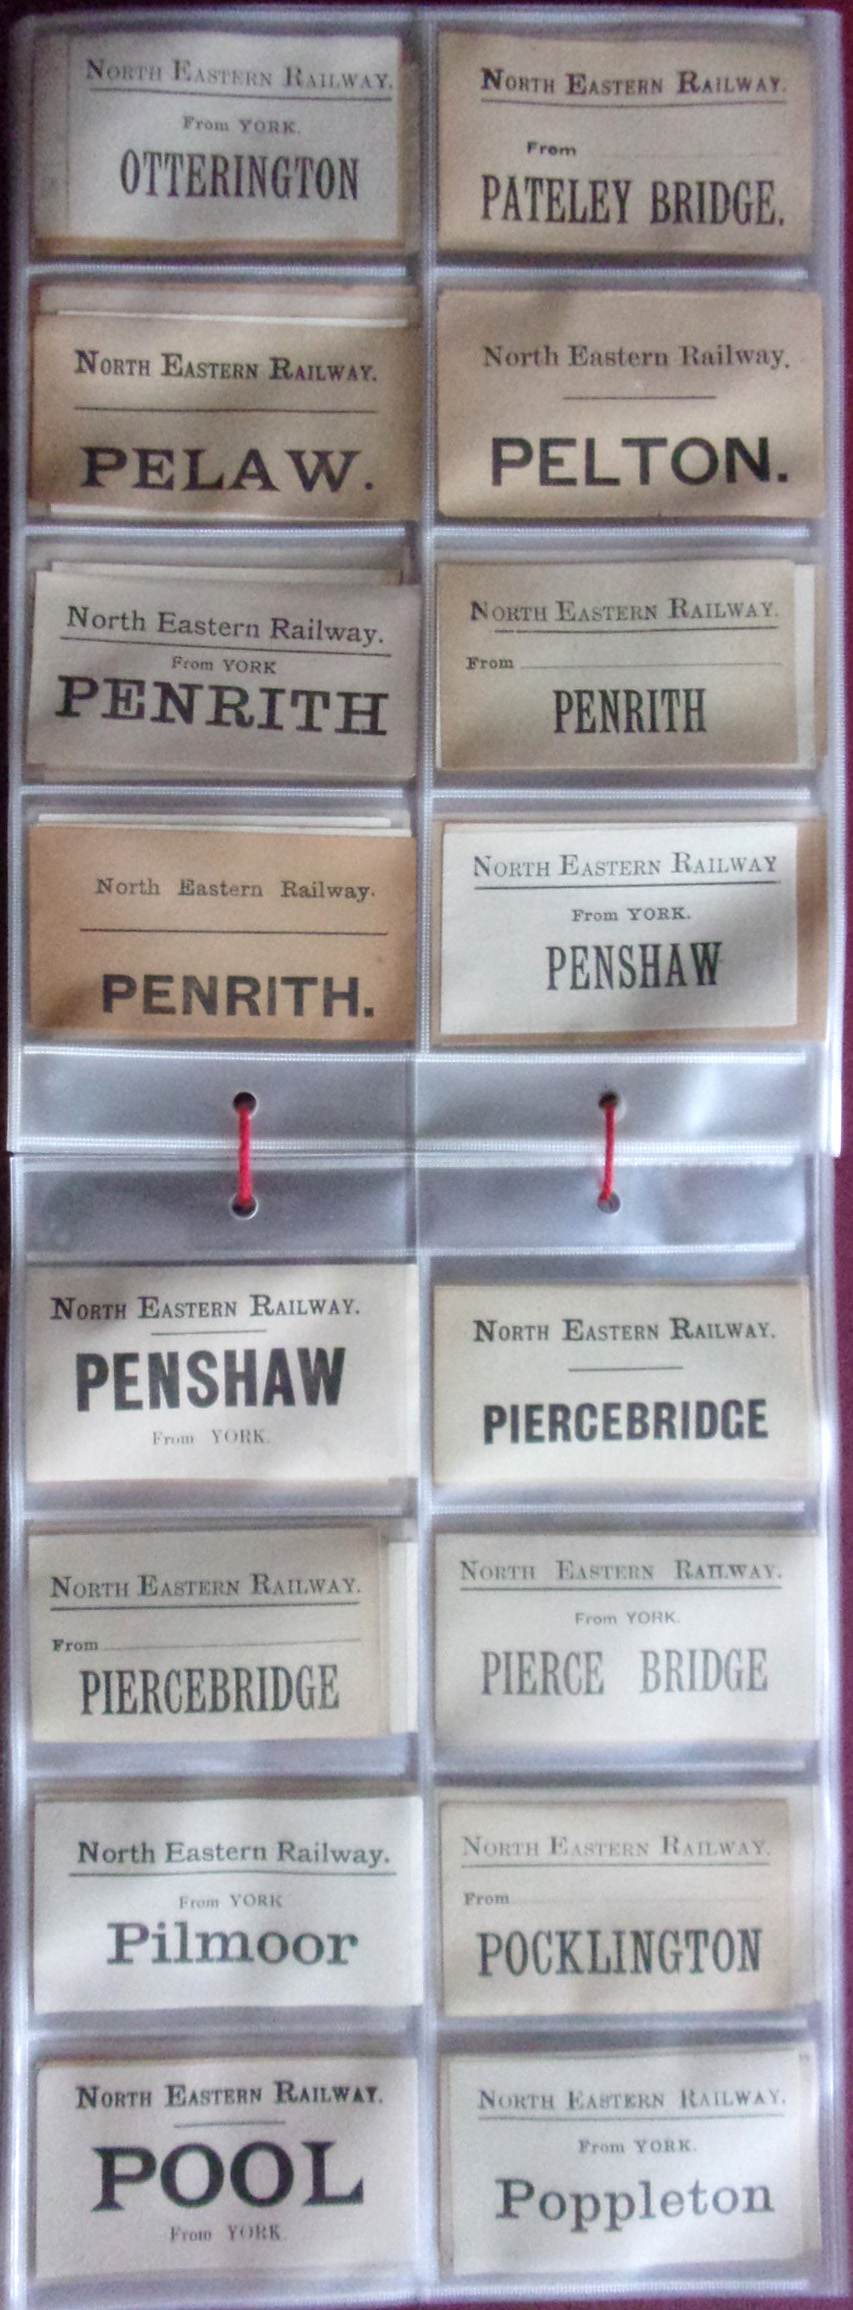 NORTH EASTERN RAILWAY.
From YORK.
OTTERINGTON
NORTH EASTERN RAILWAY.
From
PATELEY BRIDGE.
NORTH EASTERN RAILWAY.
PELAW.
North Eastern Railway.
PELTON.
North Eastern Railway.
From YORK
PENRITH
NORTH EASTERN RAILWAY.
From
PENRITH
North Eastern Railway.
PENRITH.
NORTH EASTERN RAILWAY
From YORK.
PENSHAW
NORTH EASTERN RAILWAY.
PENSHAW
From YORK.
NORTH EASTERN RAILWAY.
PIERCEBRIDGE
NORTH EASTERN RAILWAY.
From
PIERCEBRIDGE
NORTH EASTERN RAILWAY.
From YORK.
PIERCE BRIDGE
North Eastern Railway.
From YORK
Pilmoor
NORTH EASTERN RAILWAY.
From
POCKLINGTON
NORTH EASTERN RAILWAY.
POOL
From YORK.
NORTH EASTERN RAILWAY.
From YORK.
Poppleton